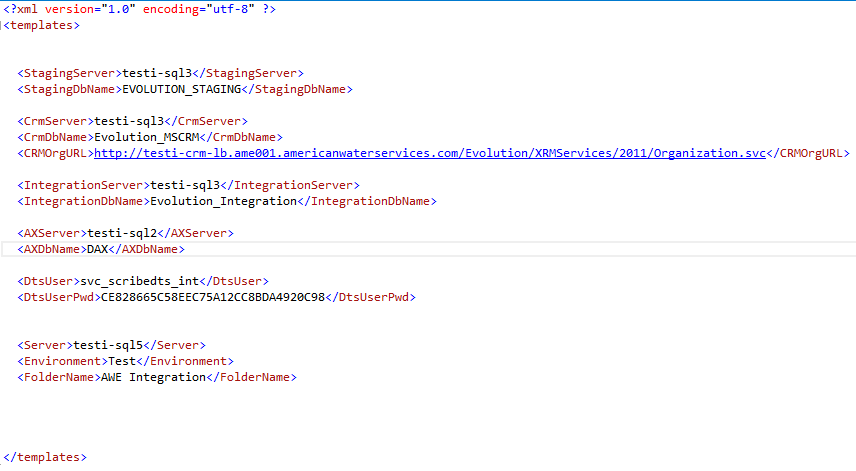 <?xml version="1.0" encoding="utf-8" ?>
<templates>
<StagingServer>testi-sql3</StagingServer>
<StagingDbName>EVOLUTION_STAGING</StagingDbName>
<CrmServer>testi-sql3</CrmServer>
<CrmDbName>Evolution_MSCRM</CrmDbName>
<CRMOrgURL>http://testi-crm-lb.ame001.americanwaterservices.com/Evolution/XRMServices/2011/Organization.svc</CRMOrgURL>
<IntegrationServer>testi-sql3</IntegrationServer>
<IntegrationDbName>Evolution_Integration</IntegrationDbName>
<AXServer>testi-sql2</AXServer>
<AXDbName>DAX</AXDbName>
<DtsUser>svc_scribedts_int</DtsUser>
<DtsUserPwd>CE828665C58EEC75A12CC8BDA4920C98</DtsUserPwd>
<Server>testi-sql5</Server>
<Environment>Test</Environment>
<FolderName>AWE Integration</FolderName>
</templates>